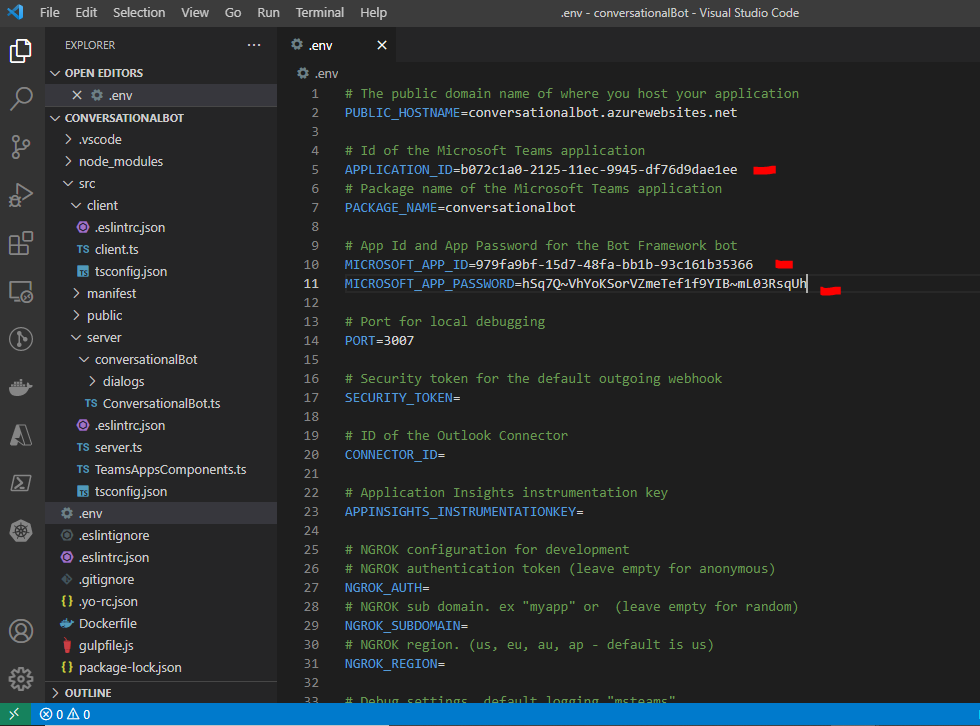 File Edit Selection View Go Run Terminal Help
.env - conversationalBot - Visual Studio Code
EXPLORER ···
OPEN EDITORS
.env
CONVERSATIONALBOT
.vscode
node_modules
src
client
.eslintrc.json
TS client.ts
TS tsconfig.json
manifest
public
server
conversationalBot
dialogs
TS ConversationalBot.ts
.eslintrc.json
TS server.ts
TS TeamsAppsComponents.ts
TS tsconfig.json
.env
.eslintignore
.eslintrc.json
.gitignore
{} .yo-rc.json
Dockerfile
gulpfile.js
{} package-lock.json
OUTLINE
0 0
.env
.env
1 # The public domain name of where you host your application
2 PUBLIC_HOSTNAME=conversationalbot.azurewebsites.net
3
4 # Id of the Microsoft Teams application
5 APPLICATION_ID=b072c1a0-2125-11ec-9945-df76d9dae1ee
6 # Package name of the Microsoft Teams application
7 PACKAGE_NAME=conversationalbot
8
9 # App Id and App Password for the Bot Framework bot
10 MICROSOFT_APP_ID=979fa9bf-15d7-48fa-bb1b-93c161b35366
11 MICROSOFT_APP_PASSWORD=hSq7Q~VhYoKSorVZmeTef1f9YIB~mL03RsqUh
12
13 # Port for local debugging
14 PORT=3007
15
16 # Security token for the default outgoing webhook
17 SECURITY_TOKEN=
18
19 # ID of the Outlook Connector
20 CONNECTOR_ID=
21
22 # Application Insights instrumentation key
23 APPINSIGHTS_INSTRUMENTATIONKEY=
24
25 # NGROK configuration for development
26 # NGROK authentication token (leave empty for anonymous)
27 NGROK_AUTH=
28 # NGROK sub domain. ex "myapp" or  (leave empty for random)
29 NGROK_SUBDOMAIN=
30 # NGROK region. (us, eu, au, ap - default is us)
31 NGROK_REGION=
32
33 # Debug settings, default logging "msteams"